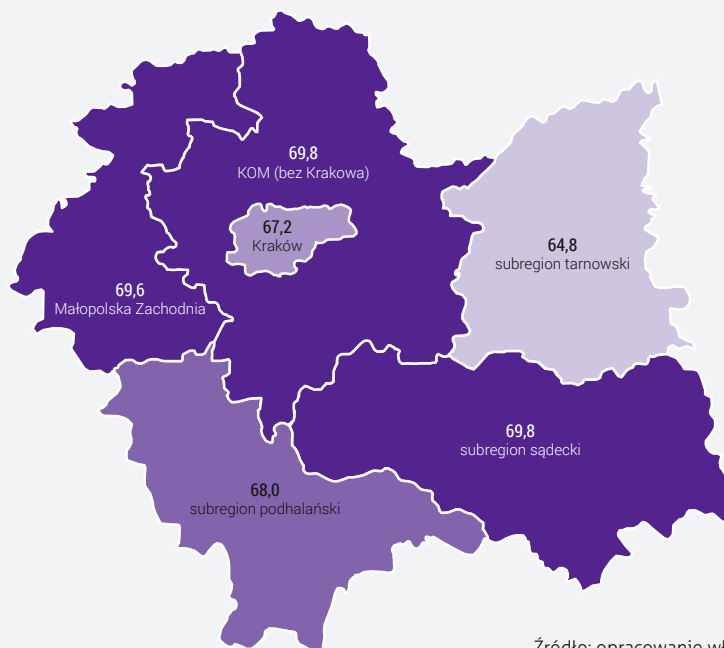 69,8
KOM (bez Krakowa)
67,2
Kraków
64,8
subregion tarnowski
69,6
Małopolska Zachodnia
69,8
subregion sądecki
68,0
subregion podhalański
Źródło: opracowanie